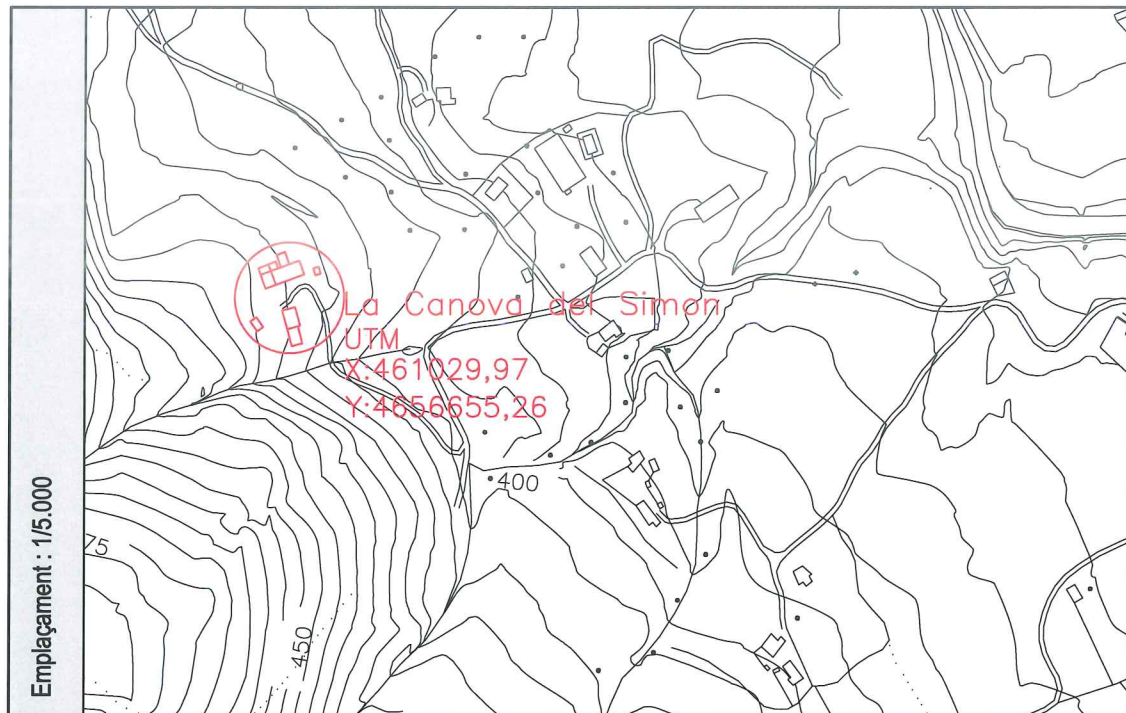 Emplaçament : 1/5.000
La Canova del Simon
UTM
X:461029,97
Y:4656655,26
400
75
450